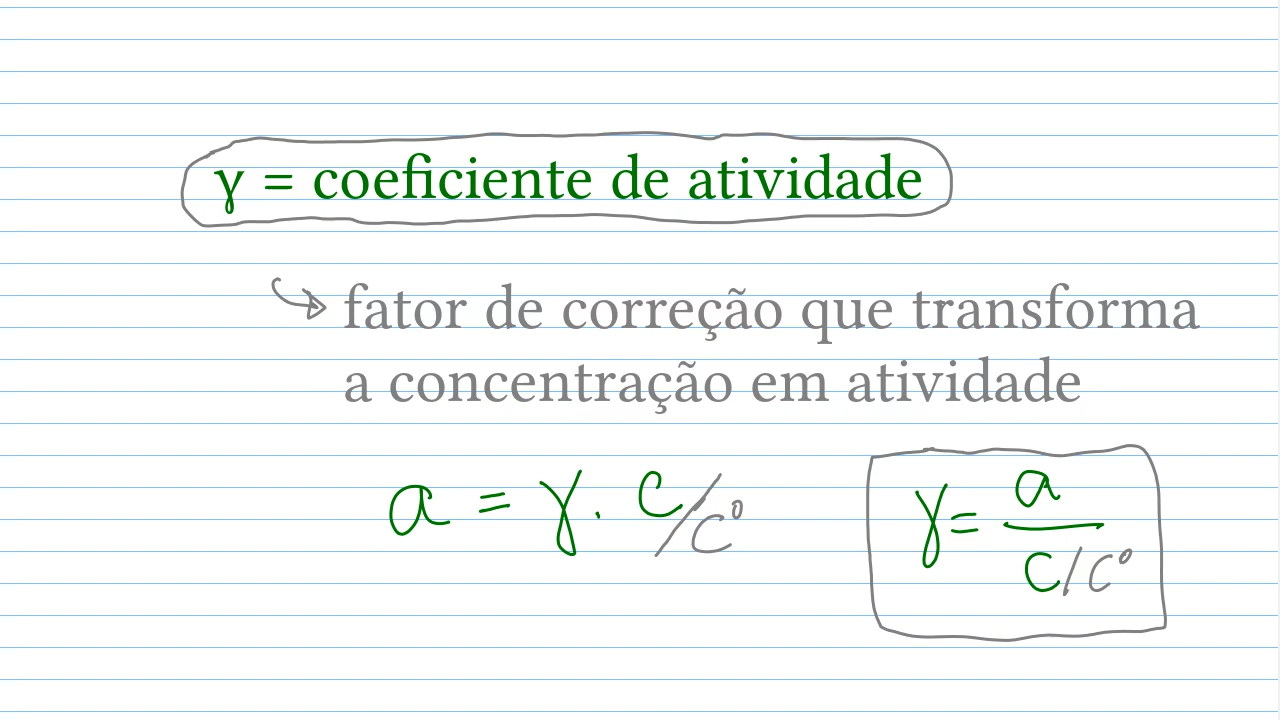 γ = coeficiente de atividade
fator de correção que transforma
a concentração em atividade
a = γ . c/c°
γ = a
c/c°